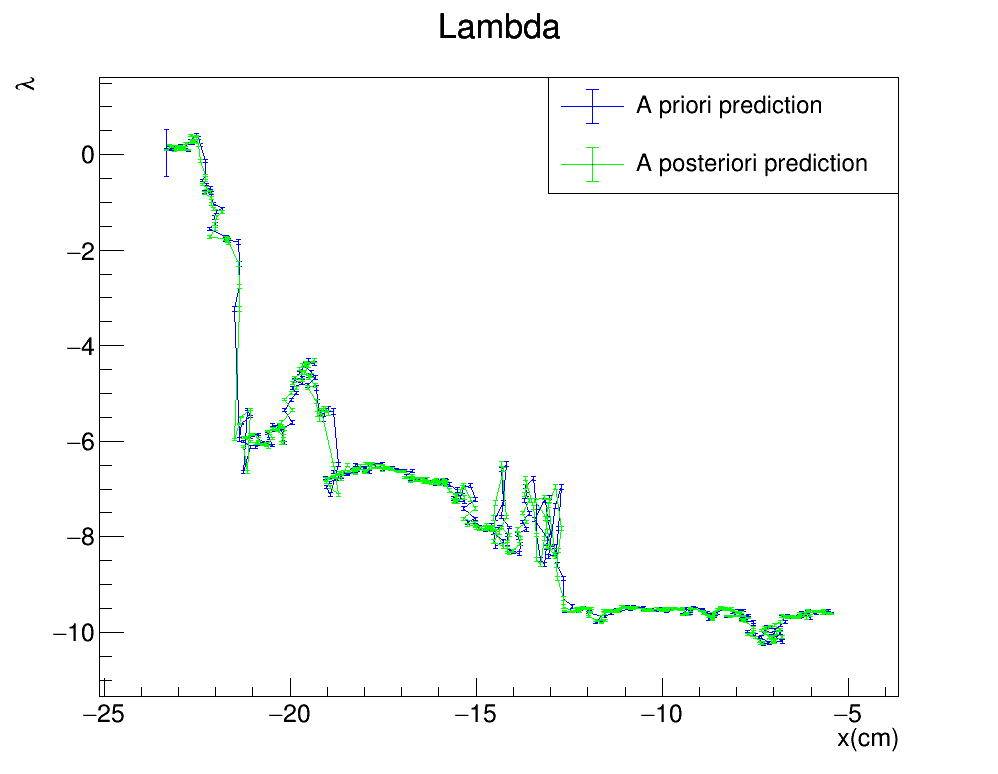 Lambda
λ
A priori prediction
A posteriori prediction
0
−2
−4
−6
−8
−10
−25 −20 −15 −10 −5
x(cm)